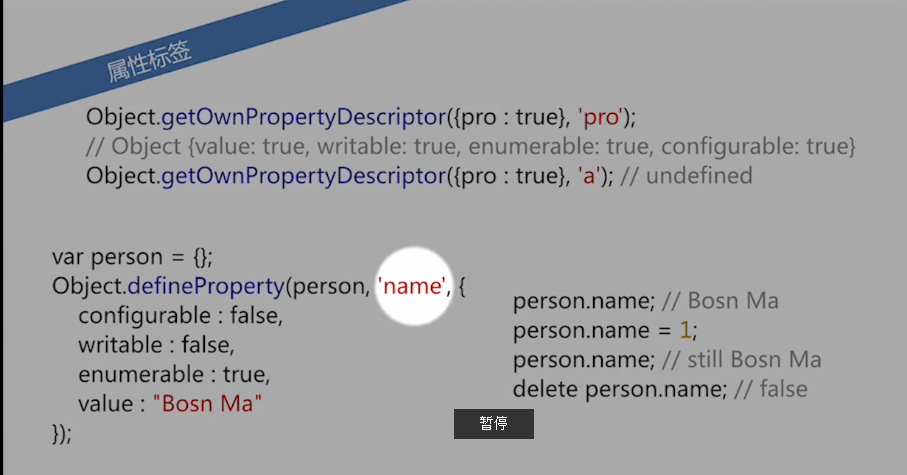 属性标签
Object.getOwnPropertyDescriptor({pro : true}, 'pro');
// Object {value: true, writable: true, enumerable: true, configurable: true}
Object.getOwnPropertyDescriptor({pro : true}, 'a'); // undefined
var person = {};
Object.defineProperty(person, 'name', {
configurable : false,
writable : false,
enumerable : true,
value : "Bosn Ma"
});
person.name; // Bosn Ma
person.name = 1;
person.name; // still Bosn Ma
delete person.name; // false
暂停